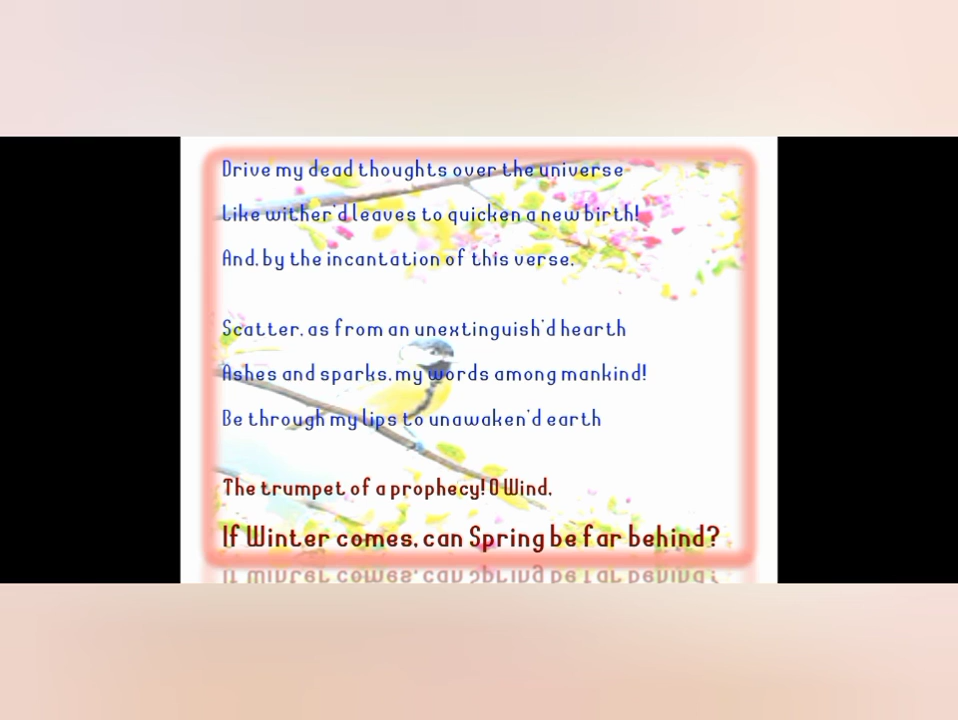 Drive my dead thoughts over the universe
Like wither'd leaves to quicken a new birth!
And, by the incantation of this verse,
Scatter, as from an unextinguish'd hearth
Ashes and sparks, my words among mankind!
Be through my lips to unawaken'd earth
The trumpet of a prophecy! O Wind,
If Winter comes, can Spring be far behind?